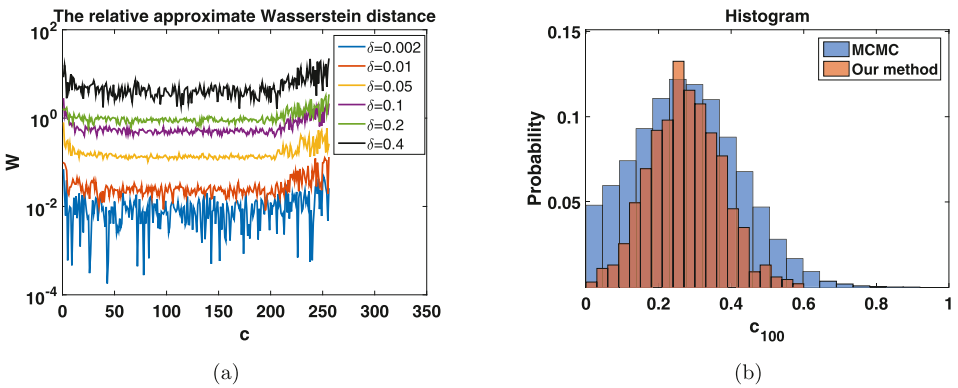 The relative approximate Wasserstein distance
10^2
10^0
10^-2
10^-4
W
δ=0.002
δ=0.01
δ=0.05
δ=0.1
δ=0.2
δ=0.4
0 50 100 150 200 250 300 350
c
(a)
Histogram
0.15
0.1
0.05
Probability
MCMC
Our method
0 0.2 0.4 0.6 0.8 1
c_100
(b)